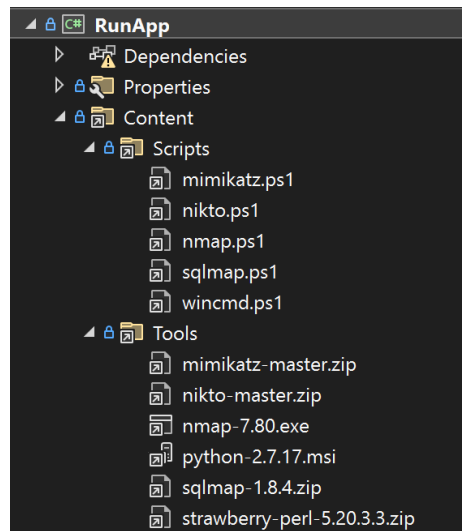 C# RunApp
Dependencies
Properties
Content
Scripts
mimikatz.ps1
nikto.ps1
nmap.ps1
sqlmap.ps1
wincmd.ps1
Tools
mimikatz-master.zip
nikto-master.zip
nmap-7.80.exe
python-2.7.17.msi
sqlmap-1.8.4.zip
strawberry-perl-5.20.3.3.zip